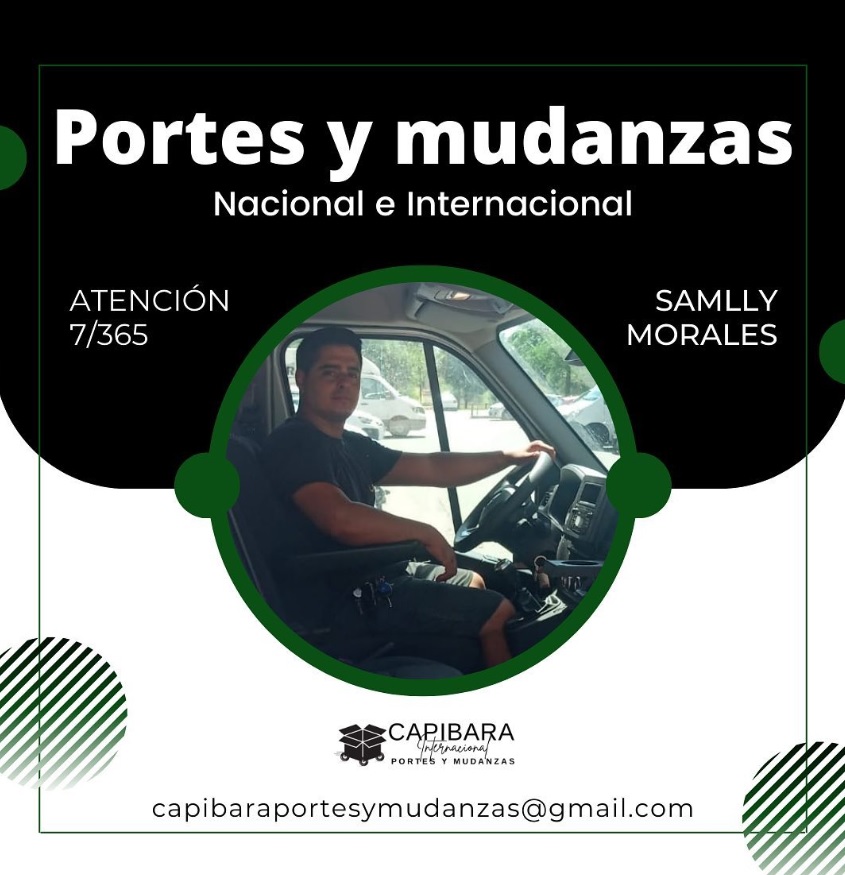 Portes y mudanzas
Nacional e Internacional
ATENCIÓN
7/365
SAMLLY
MORALES
CAPIBARA
Internacional
PORTES Y MUDANZAS
capibaraportesymudanzas@gmail.com